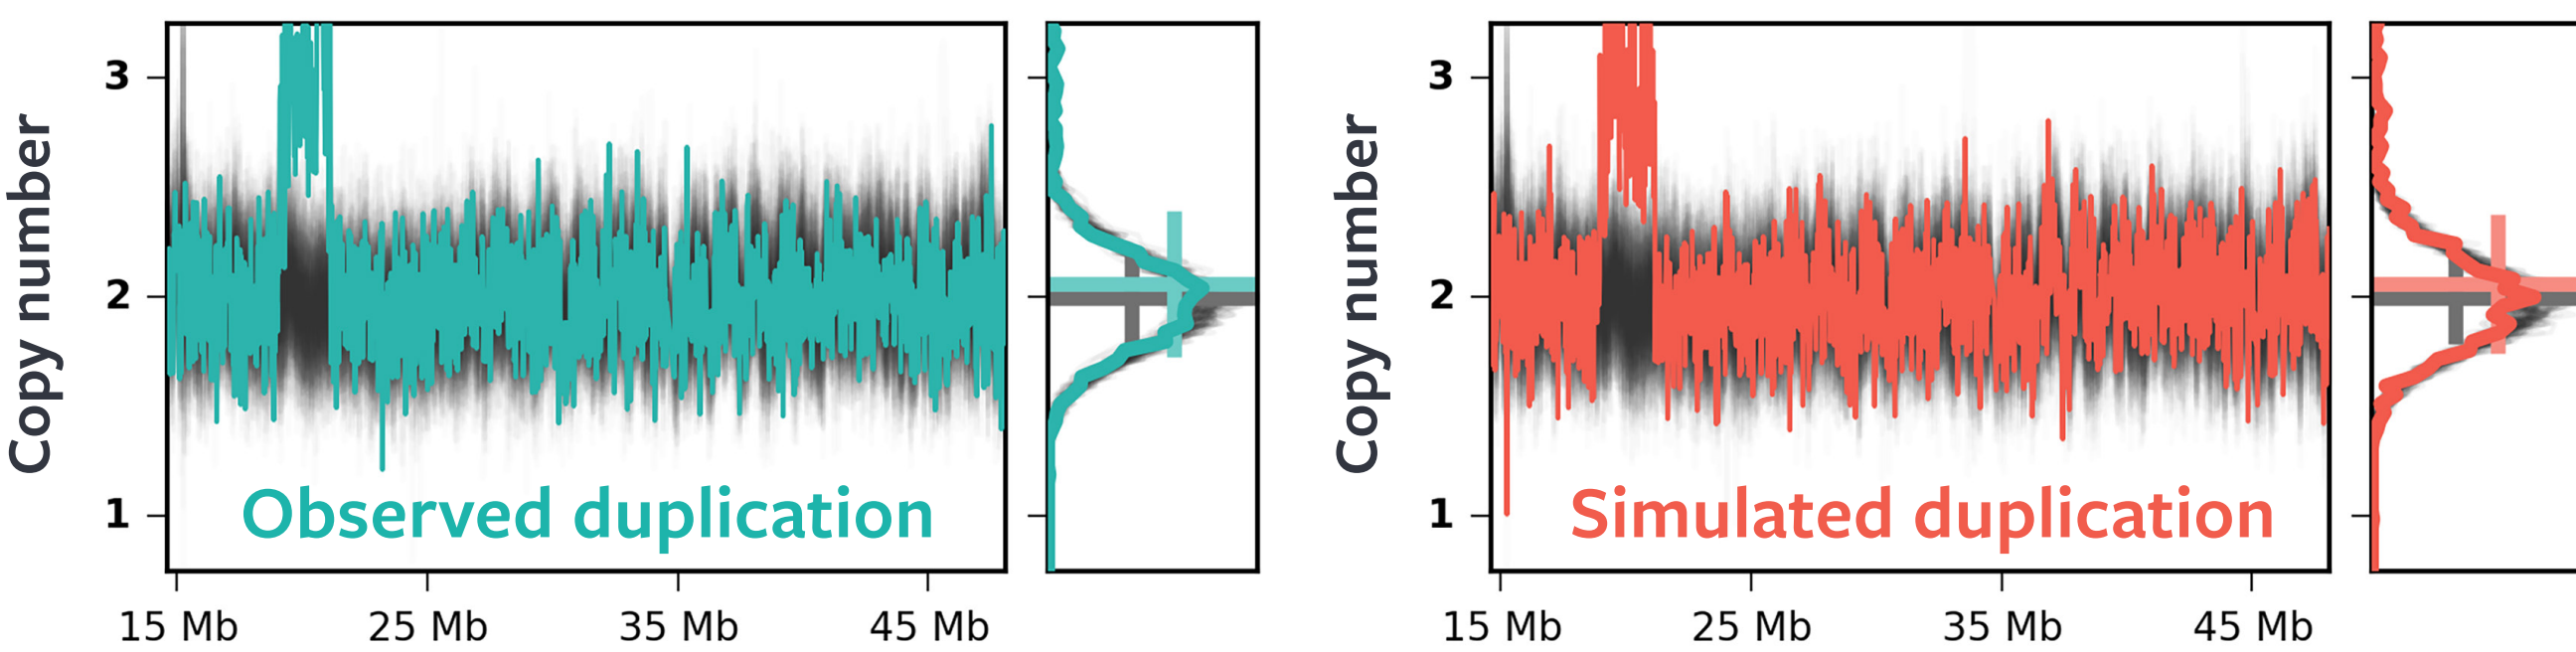 Copy number
3
2
1
Observed duplication
15 Mb 25 Mb 35 Mb 45 Mb
Copy number
3
2
1
Simulated duplication
15 Mb 25 Mb 35 Mb 45 Mb